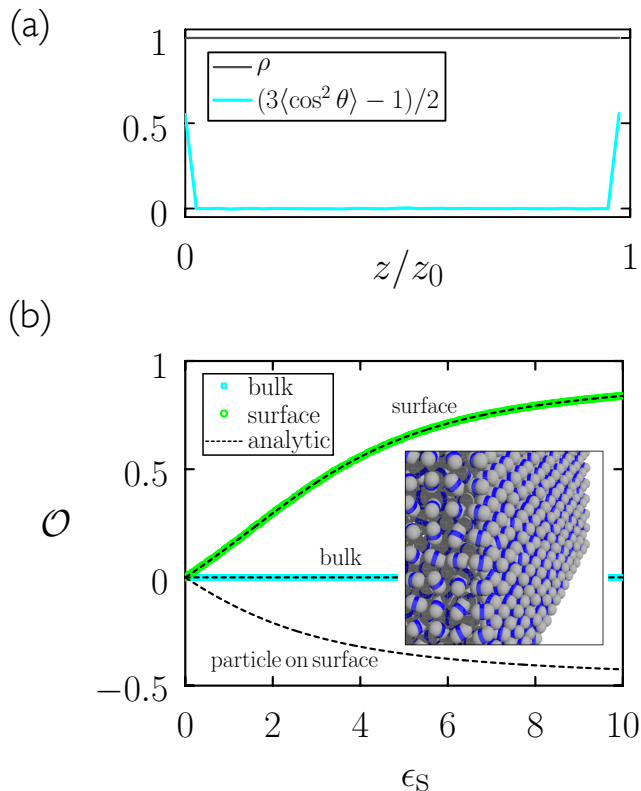 (a)
1
0.5
0
ρ
(3⟨cos² θ⟩ − 1)/2
0
1
z/z₀
(b)
1
0.5
0
−0.5
𝒪
bulk
surface
analytic
surface
bulk
particle on surface
0 2 4 6 8 10
ϵ_S